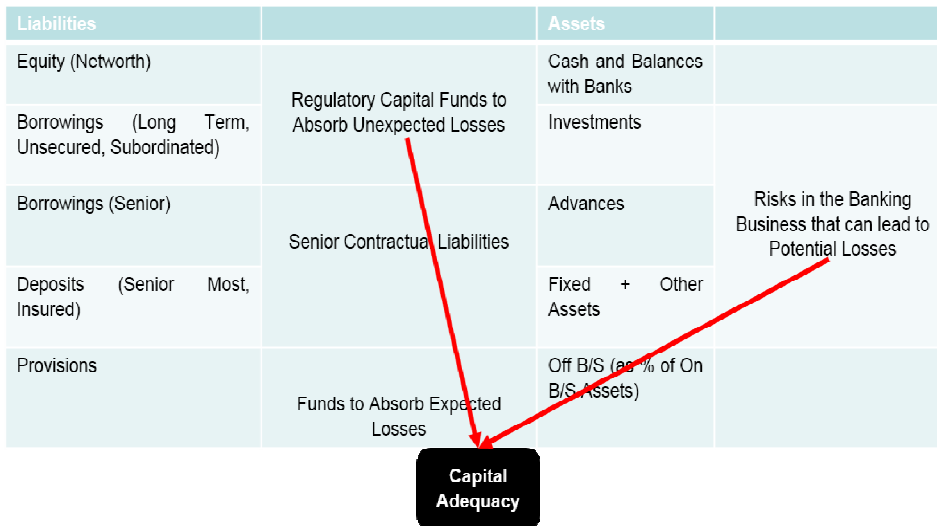 Liabilities
Assets
Equity (Networth)
Regulatory Capital Funds to
Absorb Unexpected Losses
Cash and Balances
with Banks
Borrowings (Long Term,
Unsecured, Subordinated)
Investments
Risks in the Banking
Business that can lead to
Potential Losses
Borrowings (Senior)
Senior Contractual Liabilities
Advances
Deposits (Senior Most,
Insured)
Fixed + Other
Assets
Provisions
Funds to Absorb Expected
Losses
Off B/S (as % of On
B/S Assets)
Capital
Adequacy